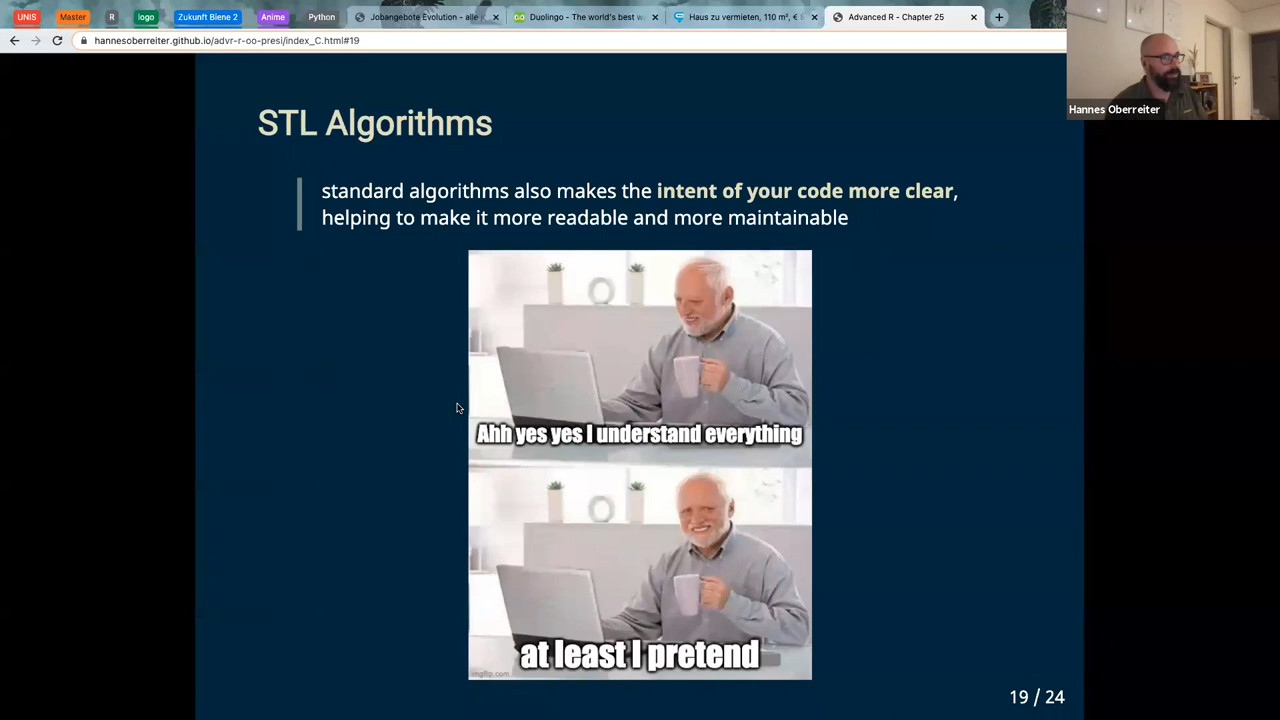 UNIS Master R logo Zukunft Biene 2 Anime Python Jobangebote Evolution - alle Duolingo - The world's best Haus zu vermieten, 110 m², € Advanced R - Chapter 25
hannesoberreiter.github.io/advr-r-oo-presi/index_C.html#19
Hannes Oberreiter
STL Algorithms
standard algorithms also makes the intent of your code more clear,
helping to make it more readable and more maintainable
Ahh yes yes I understand everything
at least I pretend
imgflip.com
19 / 24